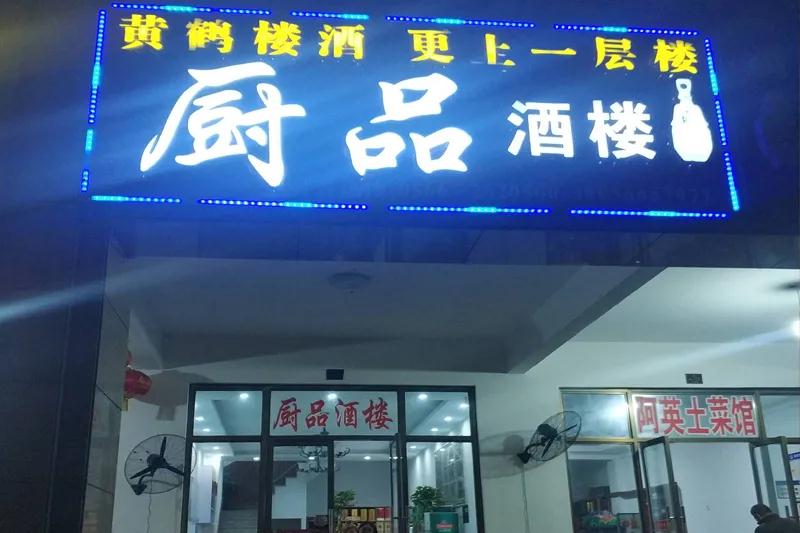 黄鹤楼酒 更上一层楼
厨品酒楼
厨品酒楼
阿英土菜馆